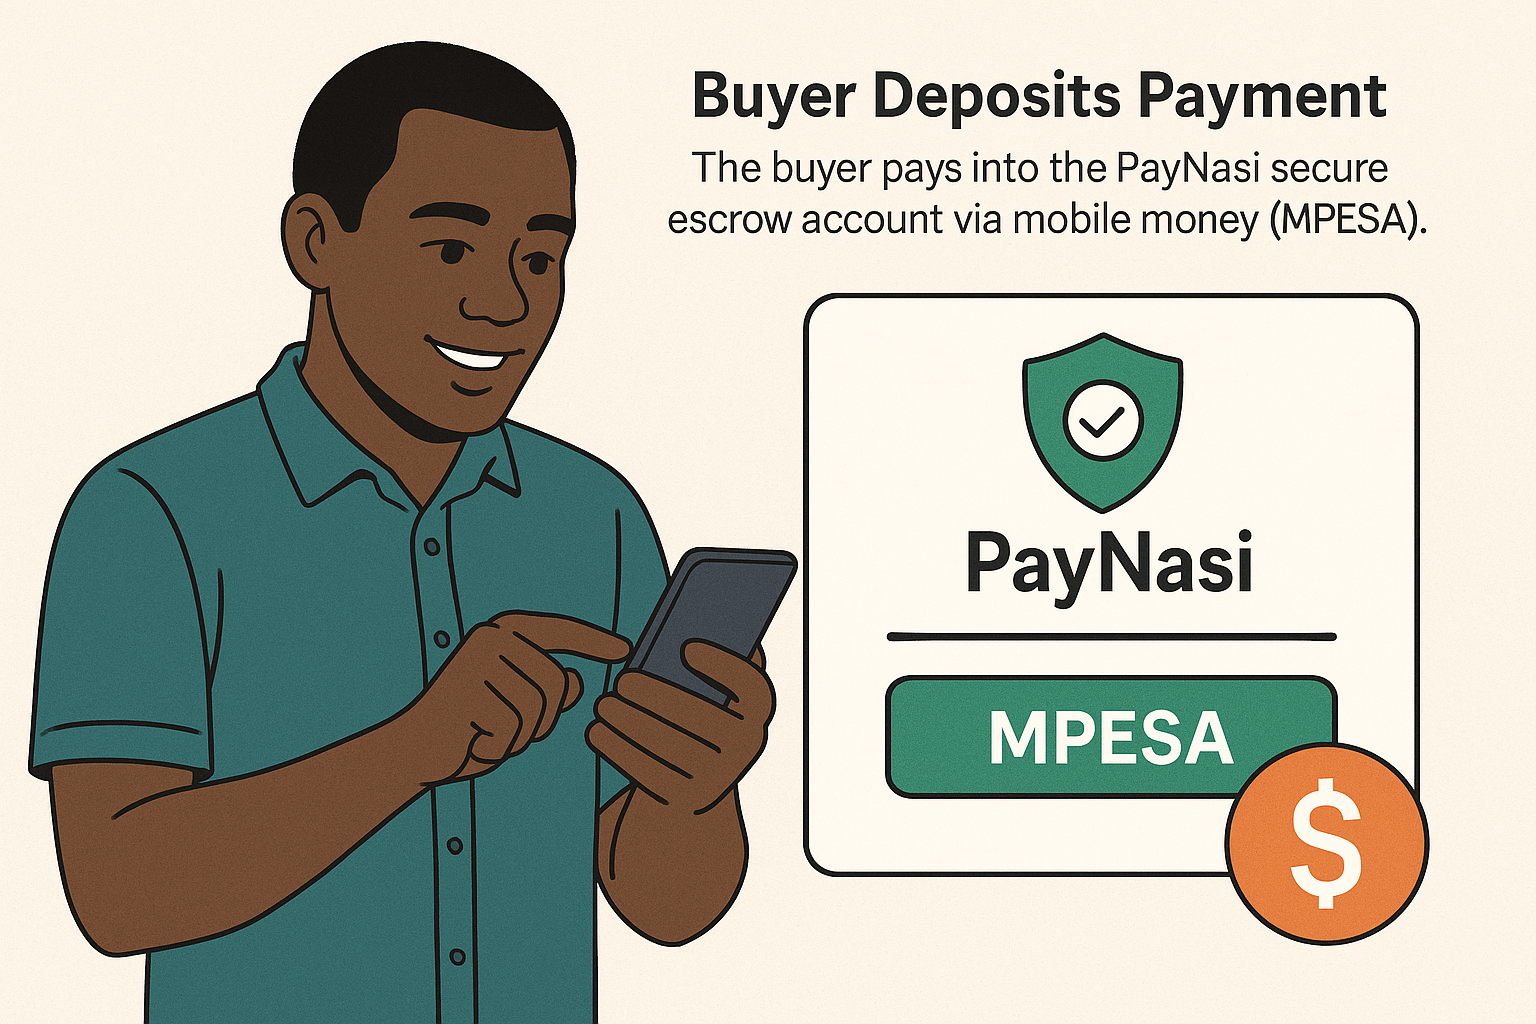 Buyer Deposits Payment
The buyer pays into the PayNasi secure
escrow account via mobile money (MPESA).
PayNasi
MPESA
$